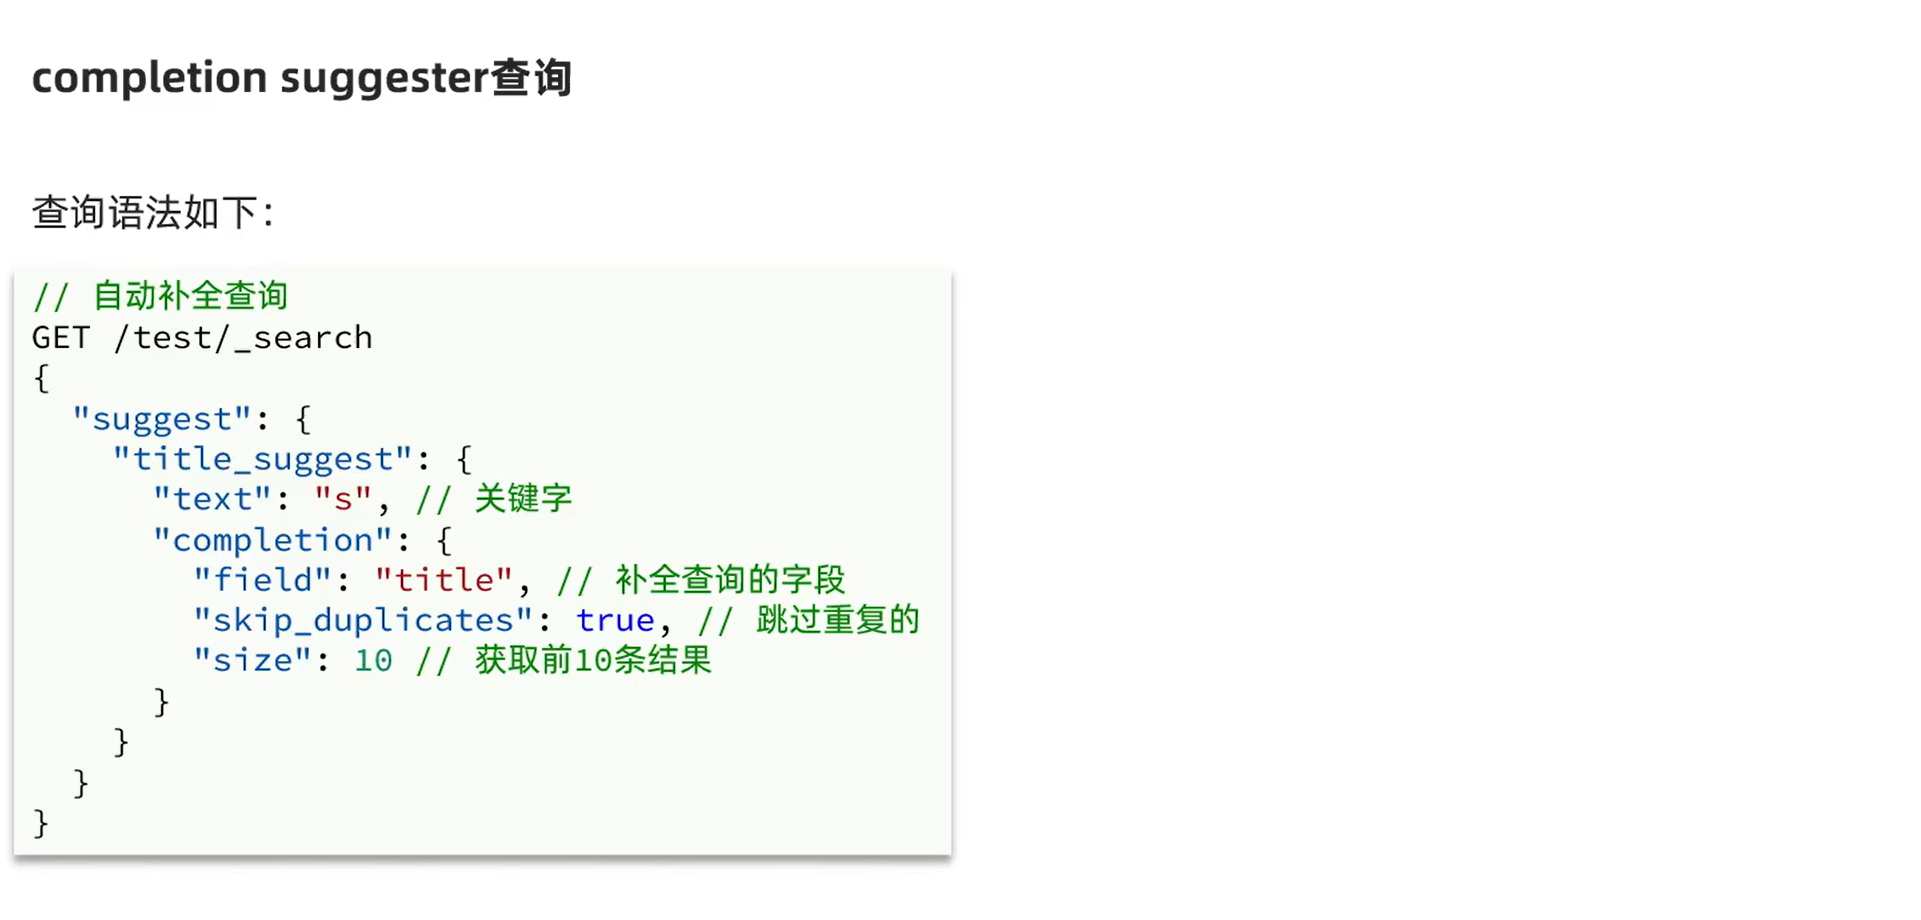 completion suggester查询
查询语法如下：
// 自动补全查询
GET /test/_search
{
  "suggest": {
    "title_suggest": {
      "text": "s", // 关键字
      "completion": {
        "field": "title", // 补全查询的字段
        "skip_duplicates": true, // 跳过重复的
        "size": 10 // 获取前10条结果
      }
    }
  }
}